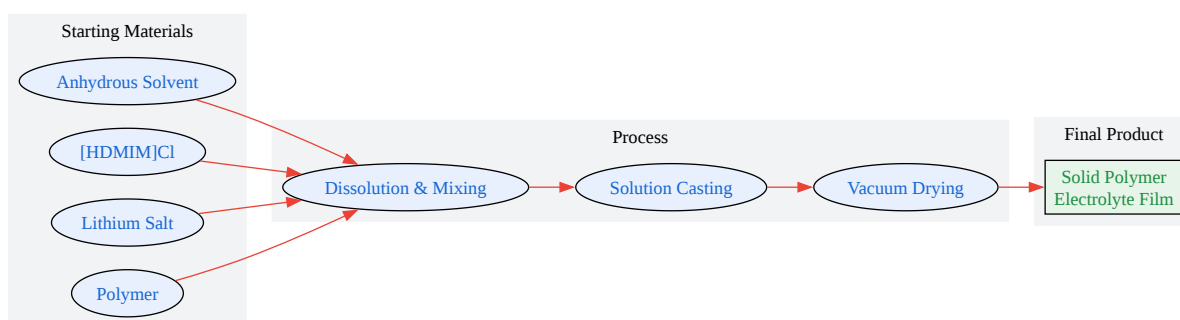 Starting Materials
Anhydrous Solvent
[HDMIM]Cl
Lithium Salt
Polymer
Process
Dissolution & Mixing
Solution Casting
Vacuum Drying
Final Product
Solid Polymer
Electrolyte Film